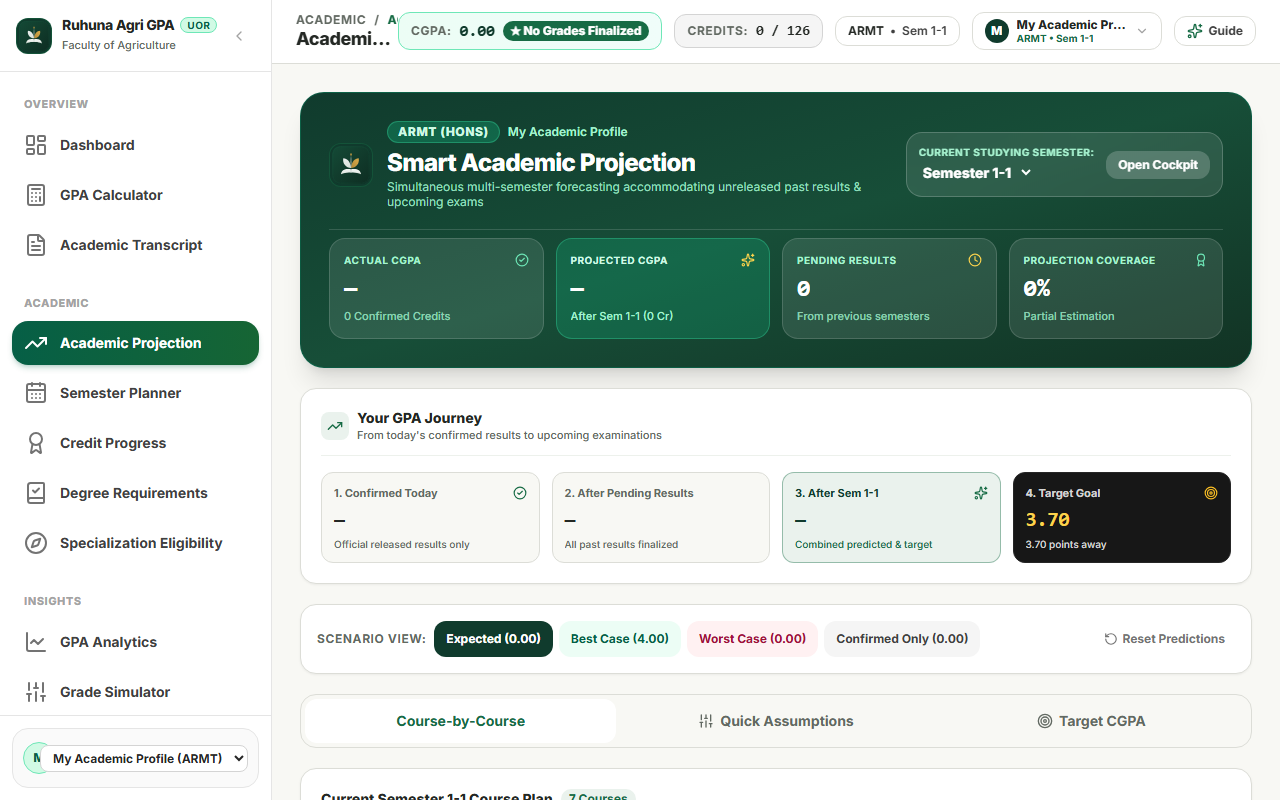 Ruhuna Agri GPA UOR
Faculty of Agriculture
OVERVIEW
Dashboard
GPA Calculator
Academic Transcript
ACADEMIC
Academic Projection
Semester Planner
Credit Progress
Degree Requirements
Specialization Eligibility
INSIGHTS
GPA Analytics
Grade Simulator
My Academic Profile (ARMT)
ACADEMIC /
Academi...
CGPA: 0.00 ★ No Grades Finalized
CREDITS: 0 / 126
ARMT • Sem 1-1
M
My Academic Pr...
ARMT • Sem 1-1
Guide
ARMT (HONS) My Academic Profile
Smart Academic Projection
Simultaneous multi-semester forecasting accommodating unreleased past results &
upcoming exams
CURRENT STUDYING SEMESTER:
Semester 1-1
Open Cockpit
ACTUAL CGPA
—
0 Confirmed Credits
PROJECTED CGPA
—
After Sem 1-1 (0 Cr)
PENDING RESULTS
0
From previous semesters
PROJECTION COVERAGE
0%
Partial Estimation
Your GPA Journey
From today's confirmed results to upcoming examinations
1. Confirmed Today
—
Official released results only
2. After Pending Results
—
All past results finalized
3. After Sem 1-1
—
Combined predicted & target
4. Target Goal
3.70
3.70 points away
SCENARIO VIEW: Expected (0.00) Best Case (4.00) Worst Case (0.00) Confirmed Only (0.00) Reset Predictions
Course-by-Course Quick Assumptions Target CGPA
Current Semester 1-1 Course Plan 7 Courses